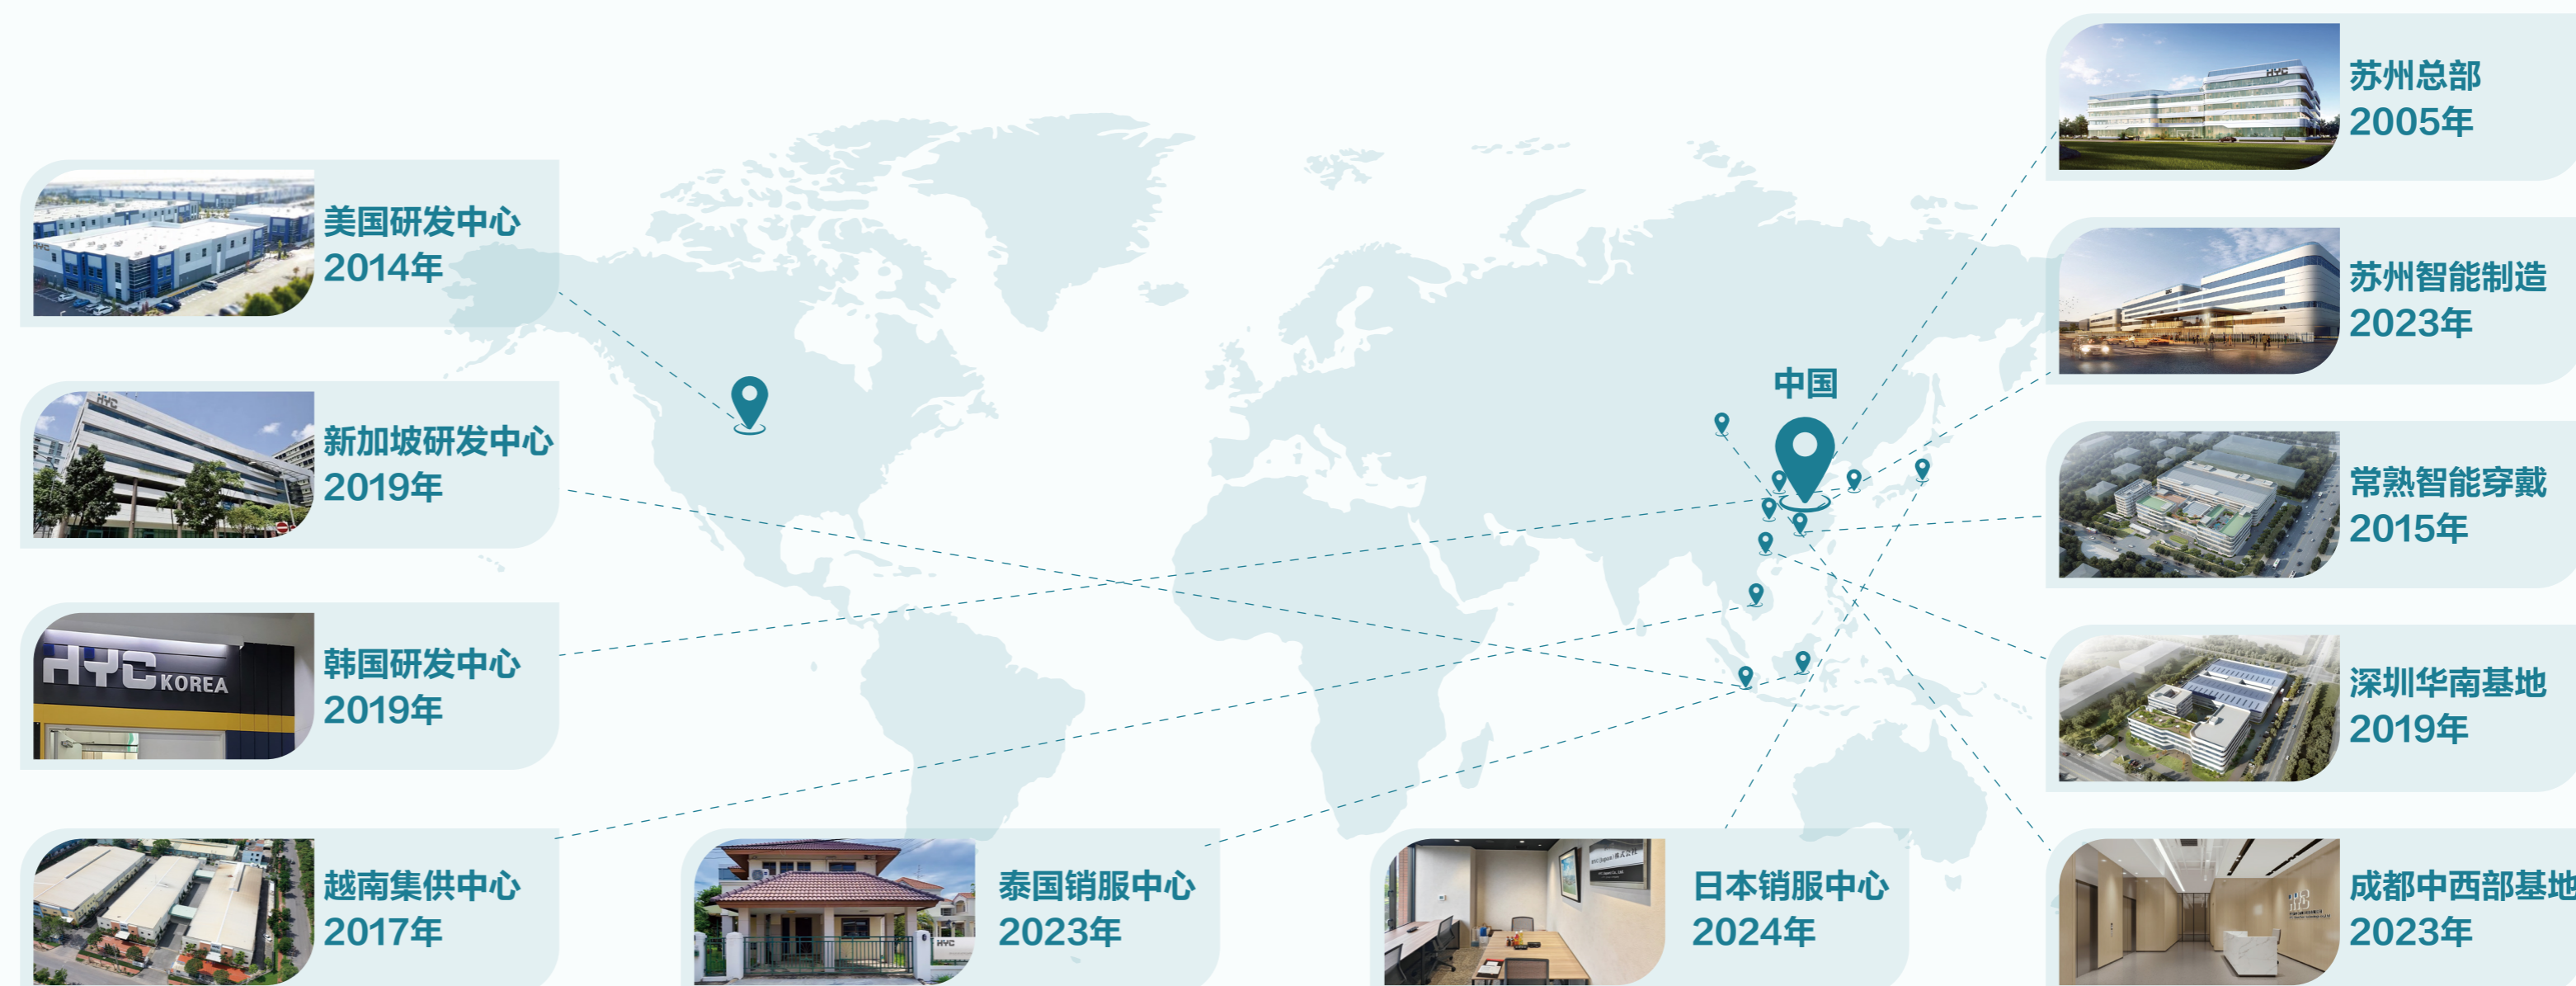 美国研发中心
2014年
新加坡研发中心
2019年
HYC KOREA
韩国研发中心
2019年
越南集供中心
2017年
HYC
泰国销服中心
2023年
日本销服中心
2024年
中国
HYC
苏州总部
2005年
苏州智能制造
2023年
常熟智能穿戴
2015年
深圳华南基地
2019年
HYC
成都中西部基地
2023年
HYC